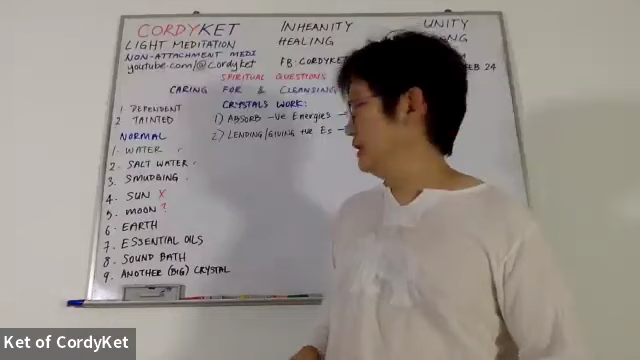 CORDYKET
INHEANITY
UNITY
LIGHT MEDITATION
HEALING
NON-ATTACHMENT MEDI
youtube.com/@cordyket
FB: CORDYKET
FEB 24
SPIRITUAL QUESTIONS
CARING FOR & CLEANSING
1 DEPENDENT
2 TAINTED
CRYSTALS WORK:
1) ABSORB -VE Energies -
2) LENDING/GIVING +VE Es -
NORMAL
1. WATER
2. SALT WATER
3. SMUDGING
4. SUN X
5. MOON ?
6. EARTH
7. ESSENTIAL OILS
8. SOUND BATH
9. ANOTHER (BIG) CRYSTAL
Ket of CordyKet